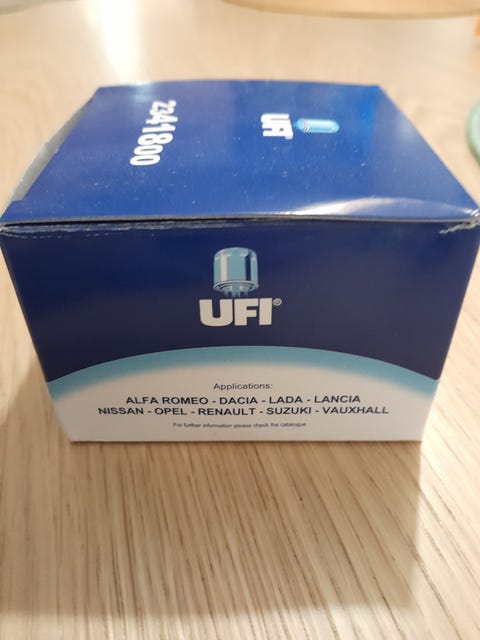 2341800
UFI
UFI®
Applications:
ALFA ROMEO - DACIA - LADA - LANCIA
NISSAN - OPEL - RENAULT - SUZUKI - VAUXHALL
For further information please check the catalogue